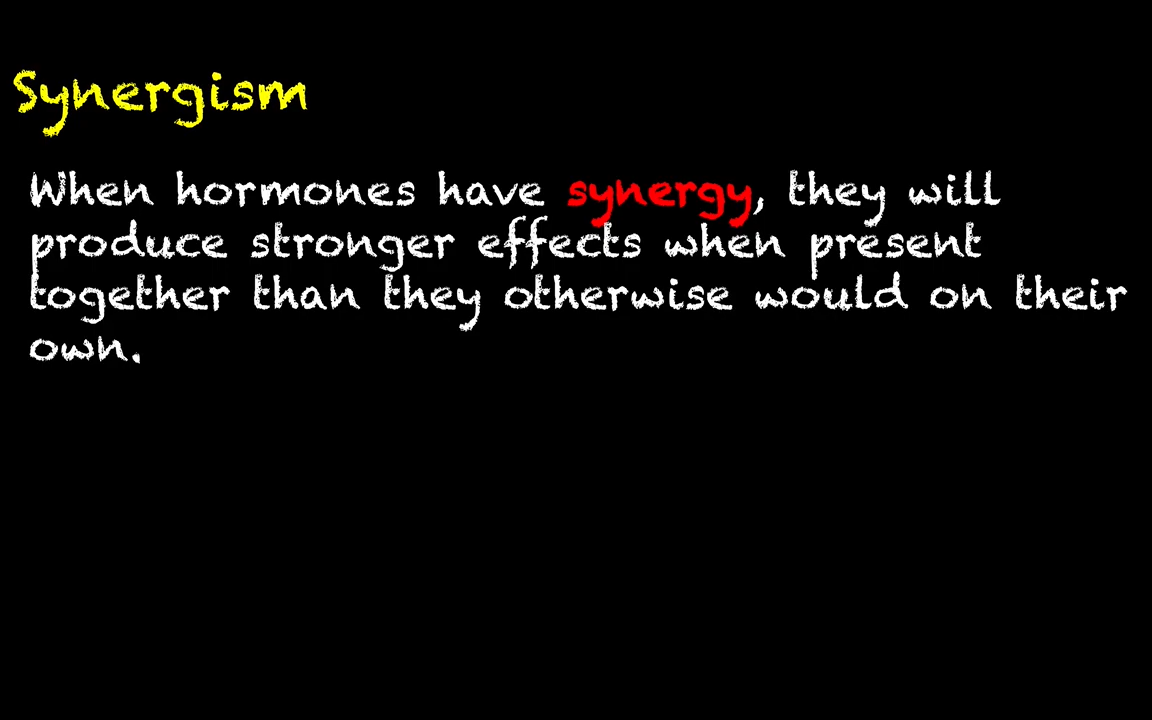 Synergism
When hormones have synergy, they will
produce stronger effects when present
together than they otherwise would on their
own.